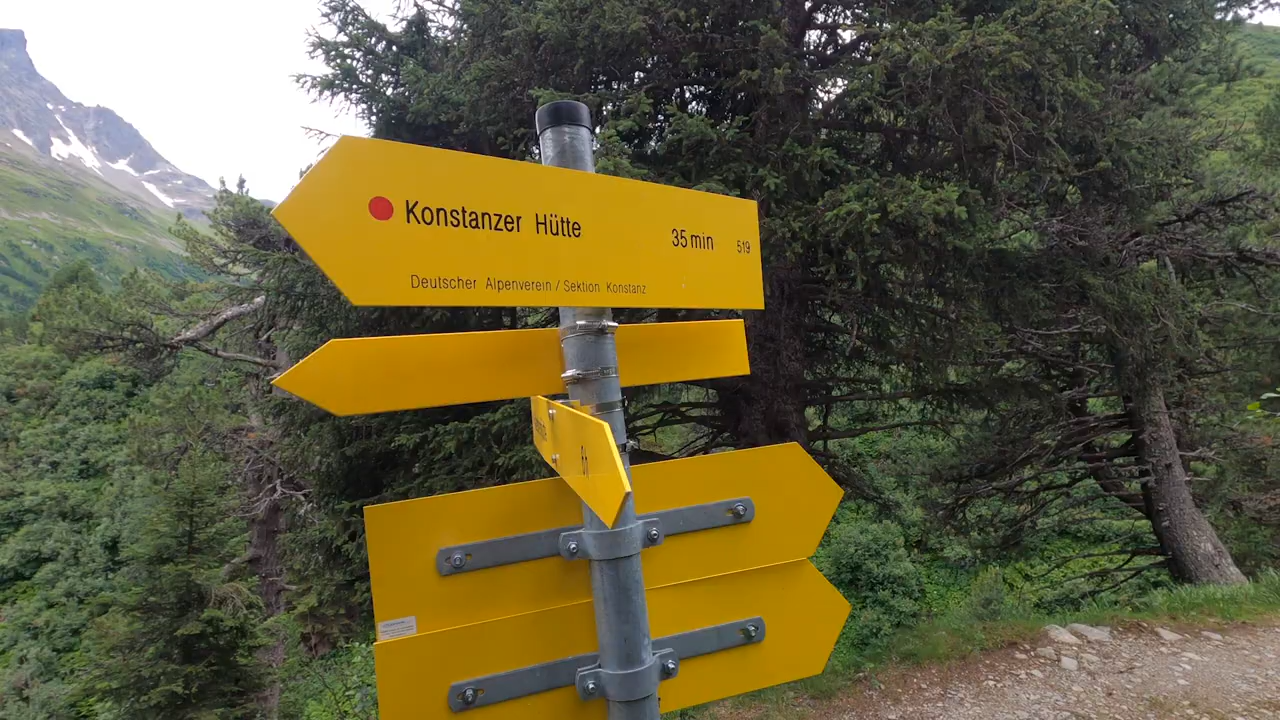 Konstanzer Hütte 35 min 519
Deutscher Alpenverein / Sektion Konstanz